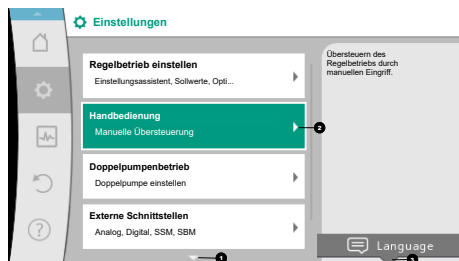 Einstellungen
Regelbetrieb einstellen
Einstellungsassistent, Sollwerte, Opti...
Handbedienung
Manuelle Übersteuerung
2
Doppelpumpenbetrieb
Doppelpumpe einstellen
Externe Schnittstellen
Analog, Digital, SSM, SBM
1
Übersteuern des
Regelbetriebs durch
manuellen Eingriff.
Language
3
?